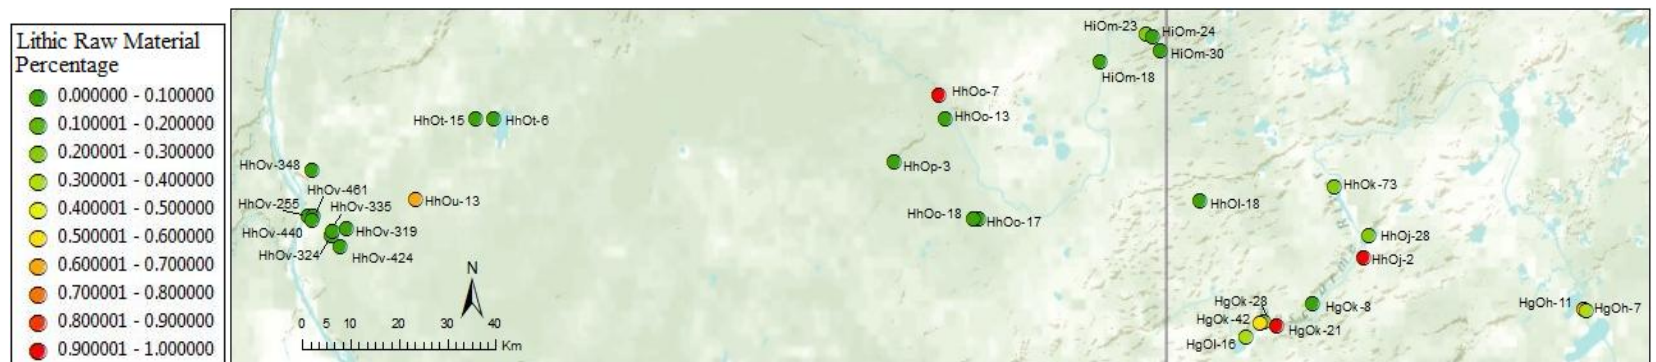 Lithic Raw Material
Percentage
0.000000 - 0.100000
0.100001 - 0.200000
0.200001 - 0.300000
0.300001 - 0.400000
0.400001 - 0.500000
0.500001 - 0.600000
0.600001 - 0.700000
0.700001 - 0.800000
0.800001 - 0.900000
0.900001 - 1.000000
HiOm-23
HiOm-24
HiOm-30
HiOm-18
HhOo-7
HhOo-13
HhOt-15
HhOt-6
HhOp-3
HhOv-348
HhOv-461
HhOv-255
HhOv-335
HhOu-13
HhOv-440
HhOv-319
HhOv-324
HhOv-424
HhOo-18
HhOo-17
HhOl-18
HhOk-73
HhOj-28
HhOj-2
HgOk-28
HgOk-8
HgOk-42
HgOk-21
HgOl-16
HgOh-11
HgOh-7
N
0 5 10 20 30 40
Km